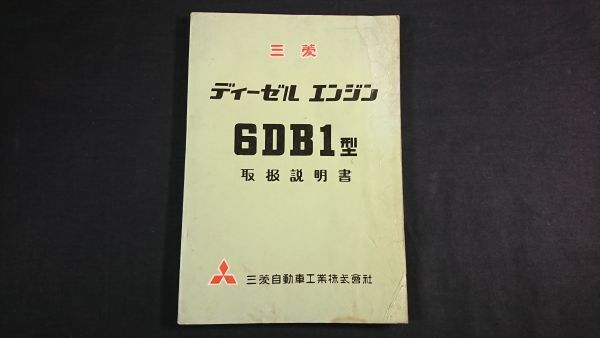 三菱
ディーゼル エンジン
6DB1型
取扱説明書
三菱自動車工業株式會社